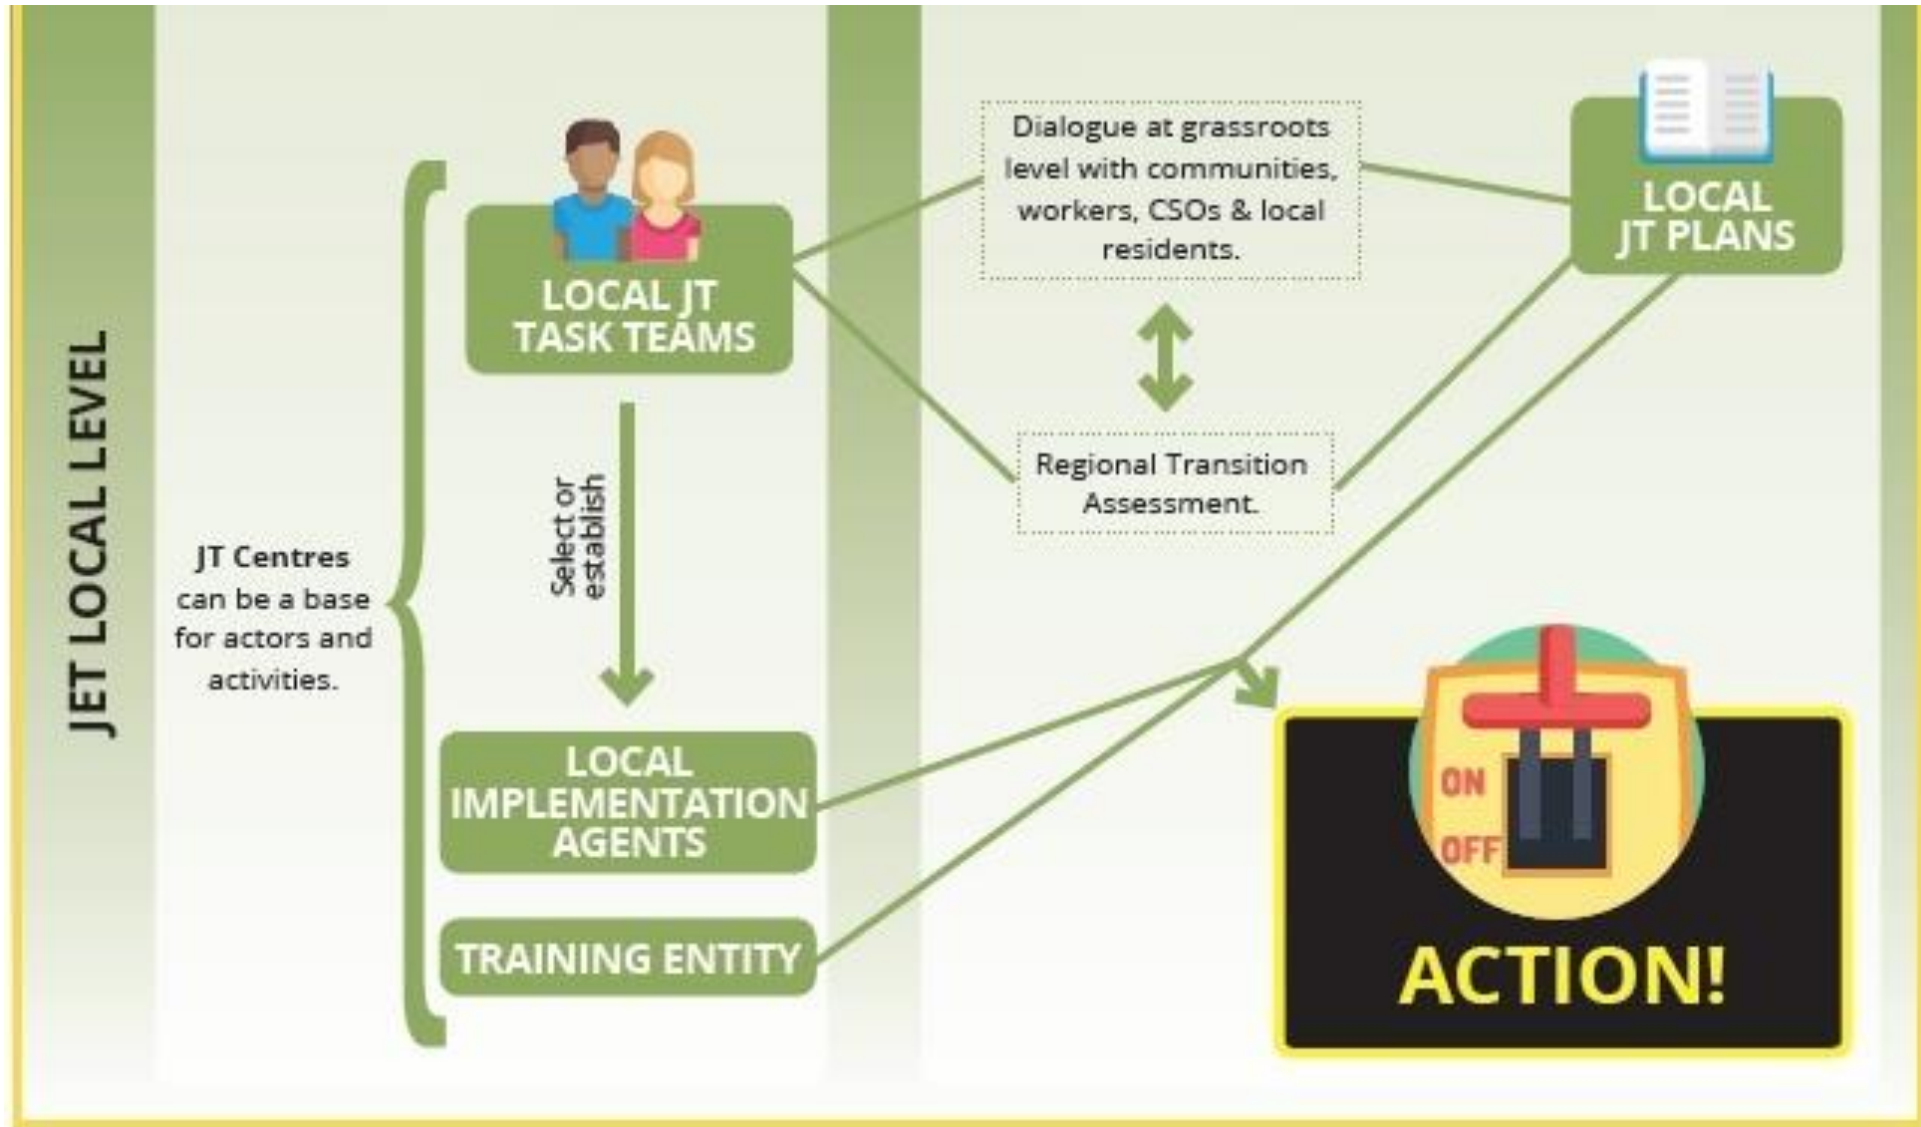 JET LOCAL LEVEL
JT Centres
can be a base
for actors and
activities.
LOCAL JT
TASK TEAMS
Select or
establish
LOCAL
IMPLEMENTATION
AGENTS
TRAINING ENTITY
Dialogue at grassroots
level with communities,
workers, CSOs & local
residents.
Regional Transition
Assessment.
LOCAL
JT PLANS
ON
OFF
ACTION!